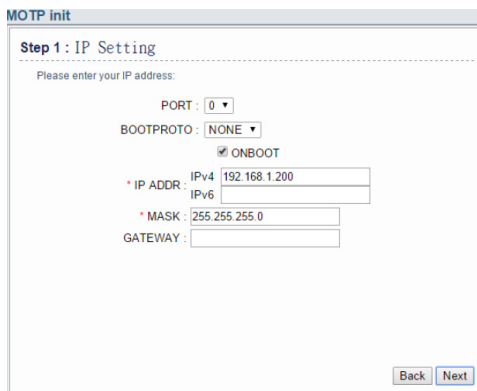 MOTP init
Step 1 : IP Setting
Please enter your IP address:
PORT : 0
BOOTPROTO : NONE
ONBOOT
* IP ADDR : IPv4 192.168.1.200
IPv6
* MASK : 255.255.255.0
GATEWAY :
Back Next